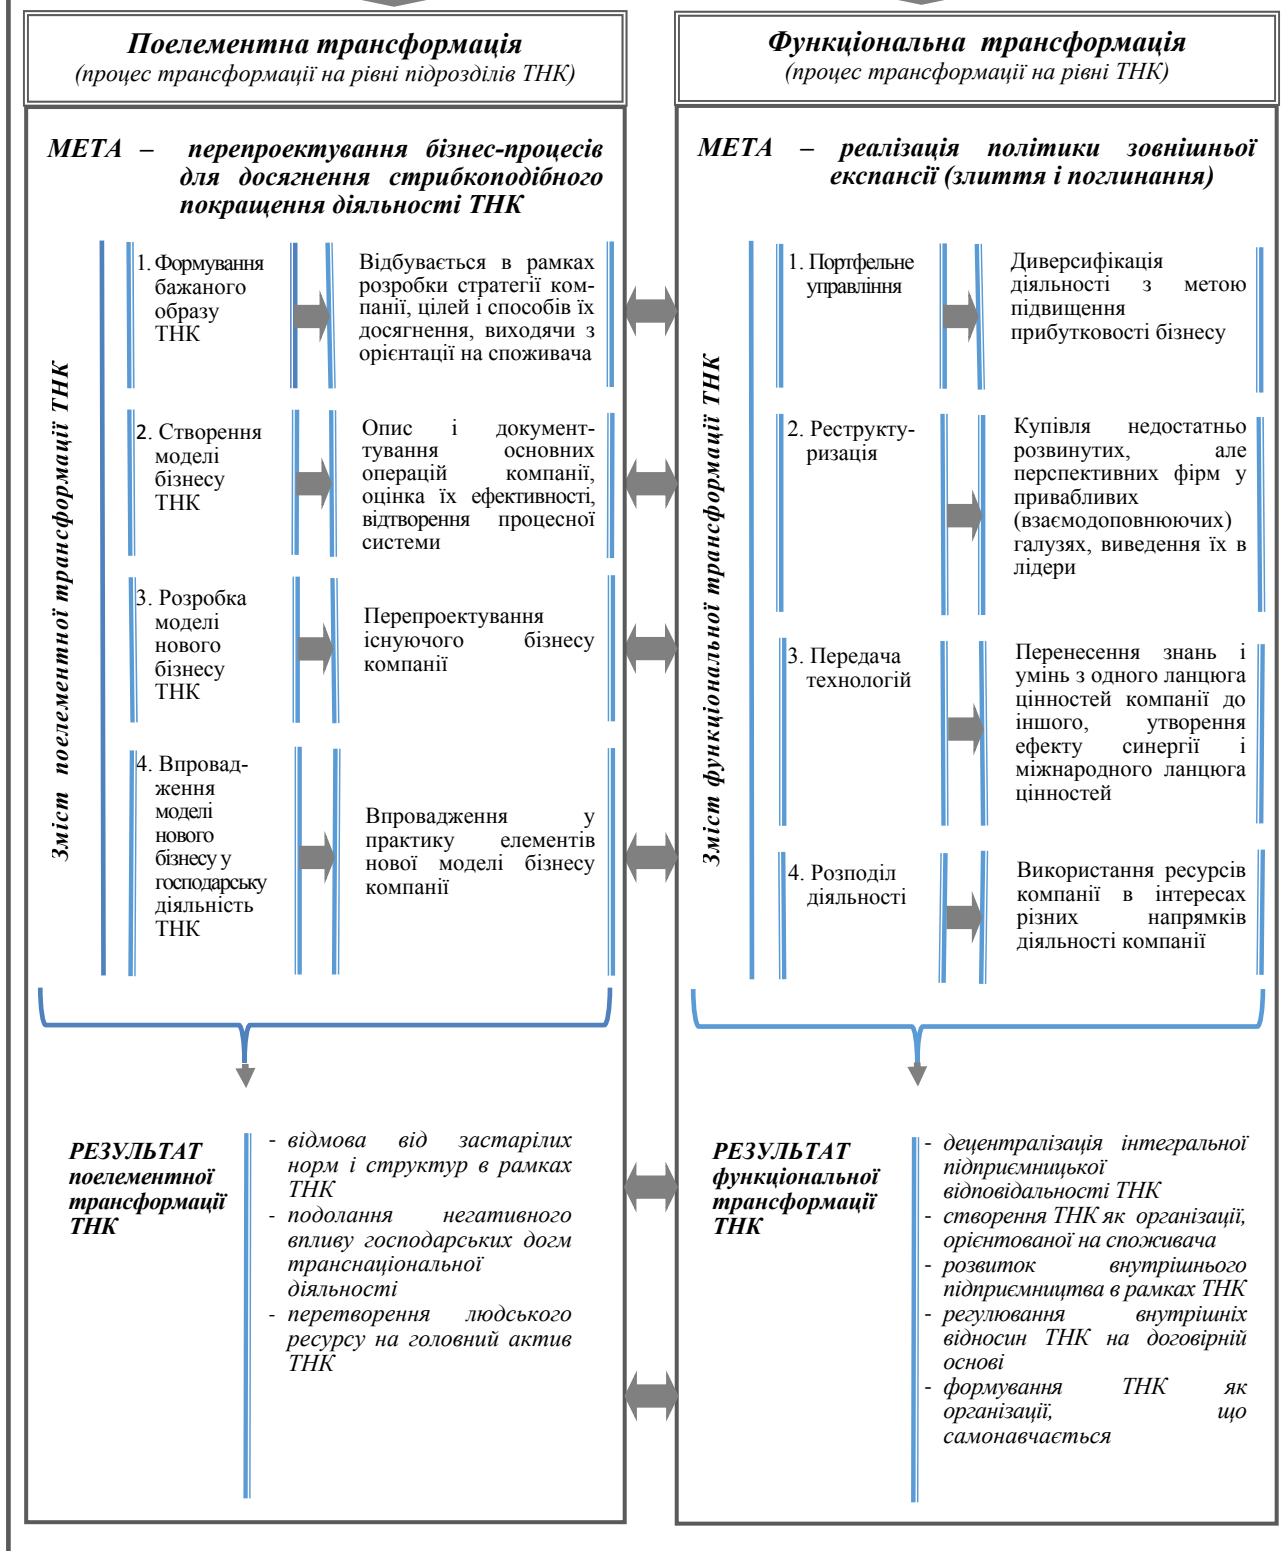 Поелементна трансформація
(процес трансформації на рівні підрозділів ТНК)
МЕТА – перепроектування бізнес-процесів
для досягнення стрибкоподібного
покращення діяльності ТНК
Зміст поелементної трансформації ТНК
1. Формування
бажаного
образу
ТНК
Відбувається в рамках
розробки стратегії ком-
панії, цілей і способів їх
досягнення, виходячи з
орієнтації на споживача
2. Створення
моделі
бізнесу
ТНК
Опис і документ-
тування основних
операцій компанії,
оцінка їх ефективності,
відтворення процесної
системи
3. Розробка
моделі
нового
бізнесу
ТНК
Перепроектування
існуючого бізнесу
компанії
4. Впровад-
ження
моделі
нового
бізнесу у
господарську
діяльність
ТНК
Впровадження у
практику елементів
нової моделі бізнесу
компанії
РЕЗУЛЬТАТ
поелементної
трансформації
ТНК
- відмова від застарілих
норм і структур в рамках
ТНК
- подолання негативного
впливу господарських догм
транснаціональної
діяльності
- перетворення людського
ресурсу на головний актив
ТНК
Функціональна трансформація
(процес трансформації на рівні ТНК)
МЕТА – реалізація політики зовнішньої
експансії (злиття і поглинання)
Зміст функціональної трансформації ТНК
1. Портфельне
управління
Диверсифікація
діяльності з метою
підвищення
прибутковості бізнесу
2. Реструкту-
ризація
Купівля недостатньо
розвинутих, але
перспективних фірм у
привабливих
(взаємодоповнюючих)
галузях, виведення їх в
лідери
3. Передача
технологій
Перенесення знань і
умінь з одного ланцюга
цінностей компанії до
іншого, утворення
ефекту синергії і
міжнародного ланцюга
цінностей
4. Розподіл
діяльності
Використання ресурсів
компанії в інтересах
різних напрямків
діяльності компанії
РЕЗУЛЬТАТ
функціональної
трансформації
ТНК
- децентралізація інтегральної
підприємницької
відповідальності ТНК
- створення ТНК як організації,
орієнтованої на споживача
- розвиток внутрішнього
підприємництва в рамках ТНК
- регулювання внутрішніх
відносин ТНК на договірній
основі
- формування ТНК як
організації, що
самонавчається